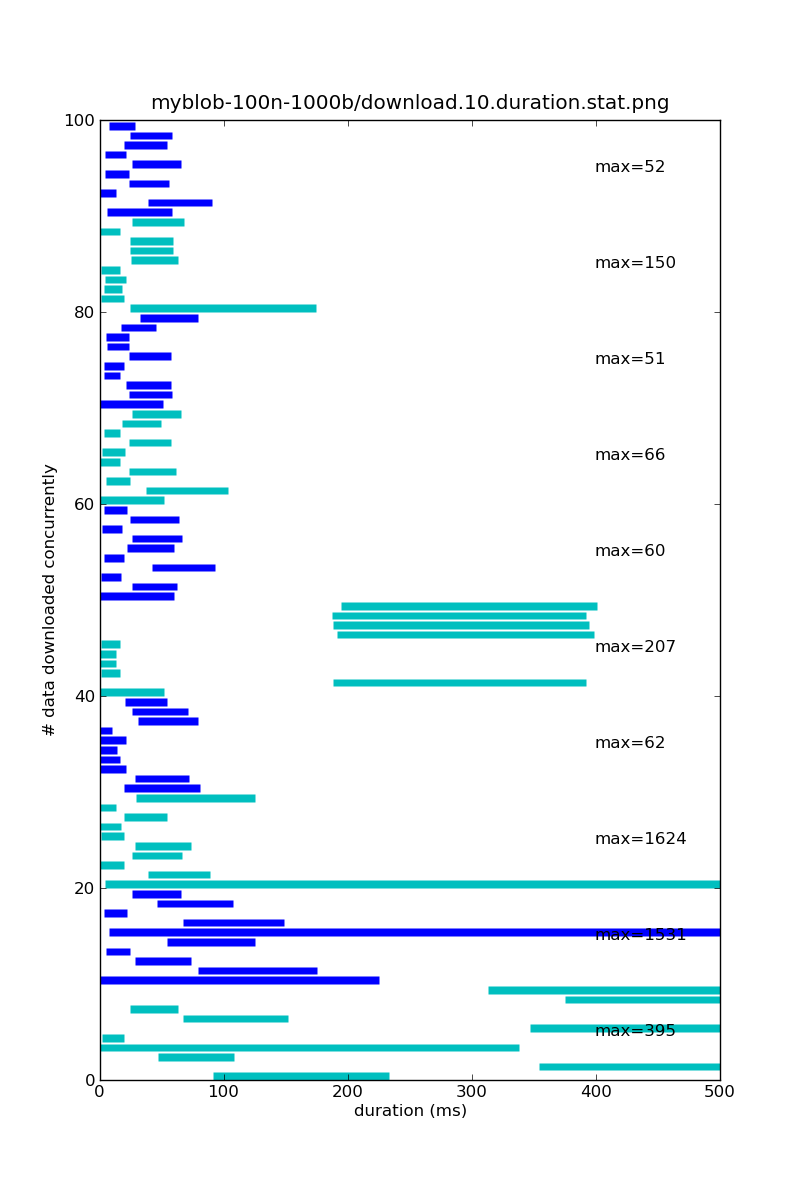 myblob-100n-1000b/download.10.duration.stat.png
100
max=52
max=150
80
max=51
max=66
# data downloaded concurrently
60
max=60
max=207
40
max=62
max=1624
20
max=1531
max=395
0
0 100 200 300 400 500
duration (ms)